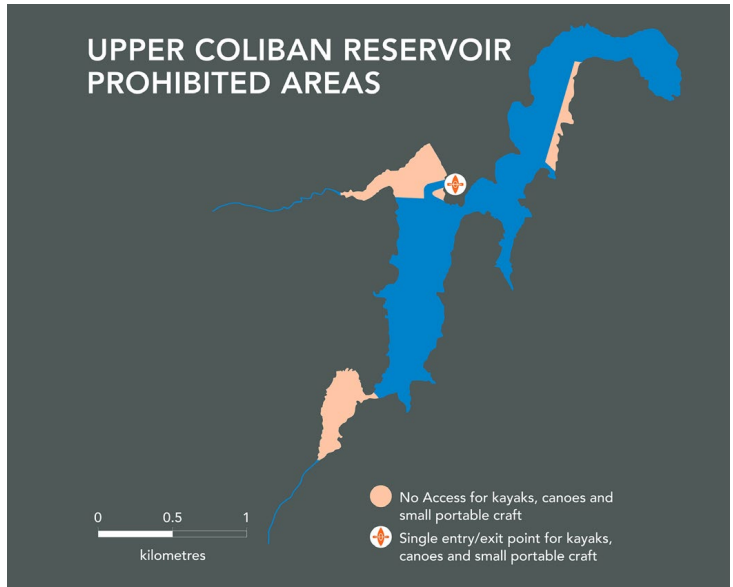 UPPER COLIBAN RESERVOIR
PROHIBITED AREAS
No Access for kayaks, canoes and
small portable craft
Single entry/exit point for kayaks,
canoes and small portable craft
0 0.5 1
kilometres